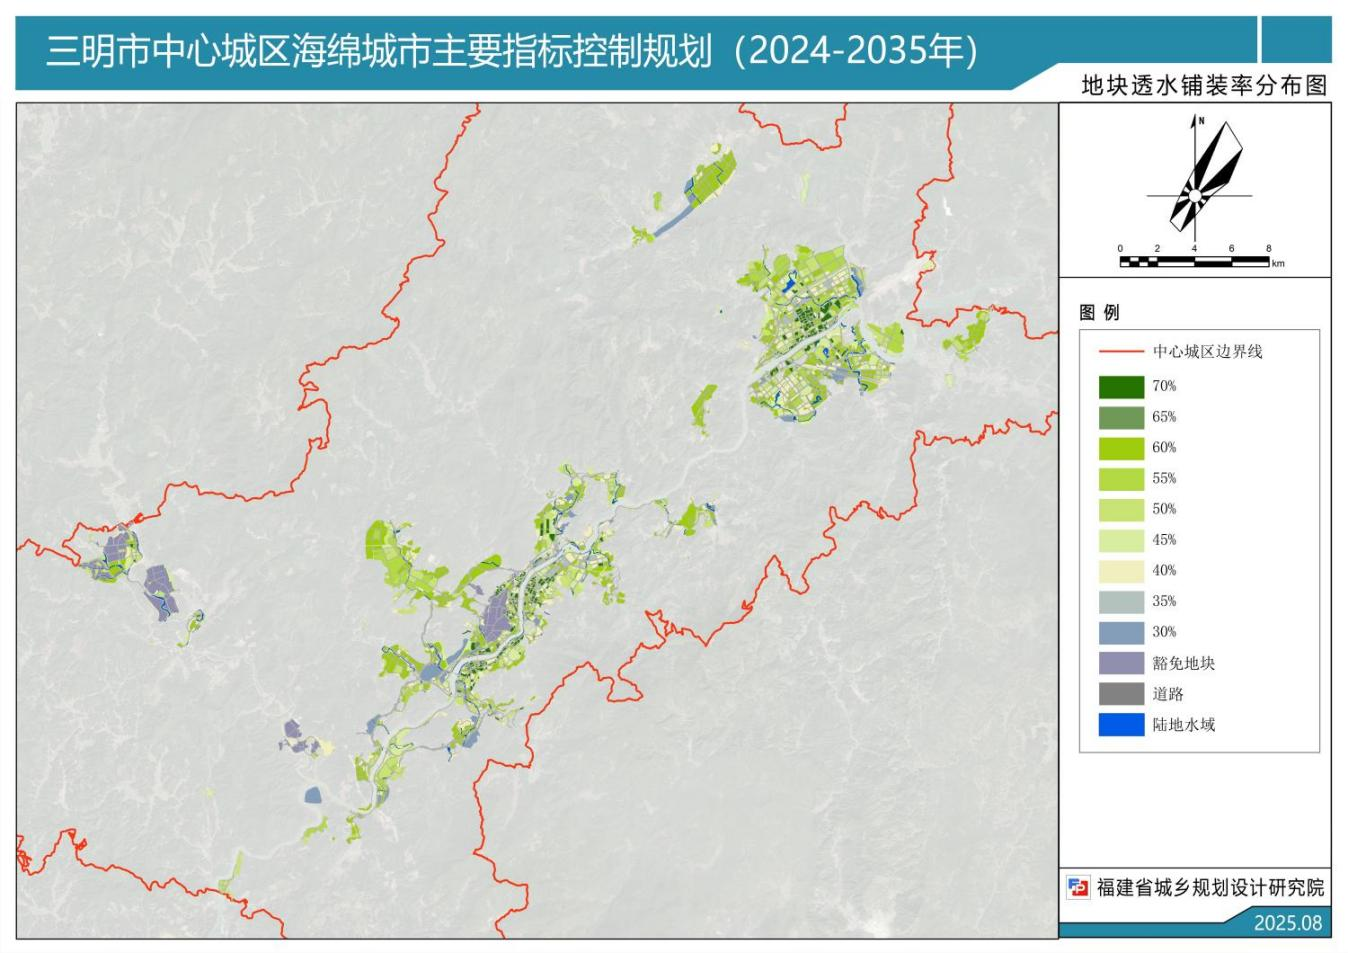 三明市中心城区海绵城市主要指标控制规划（2024-2035年）
地块透水铺装率分布图
N
0 2 4 6 8
km
图 例
中心城区边界线
70%
65%
60%
55%
50%
45%
40%
35%
30%
豁免地块
道路
陆地水域
福建省城乡规划设计研究院
2025.08